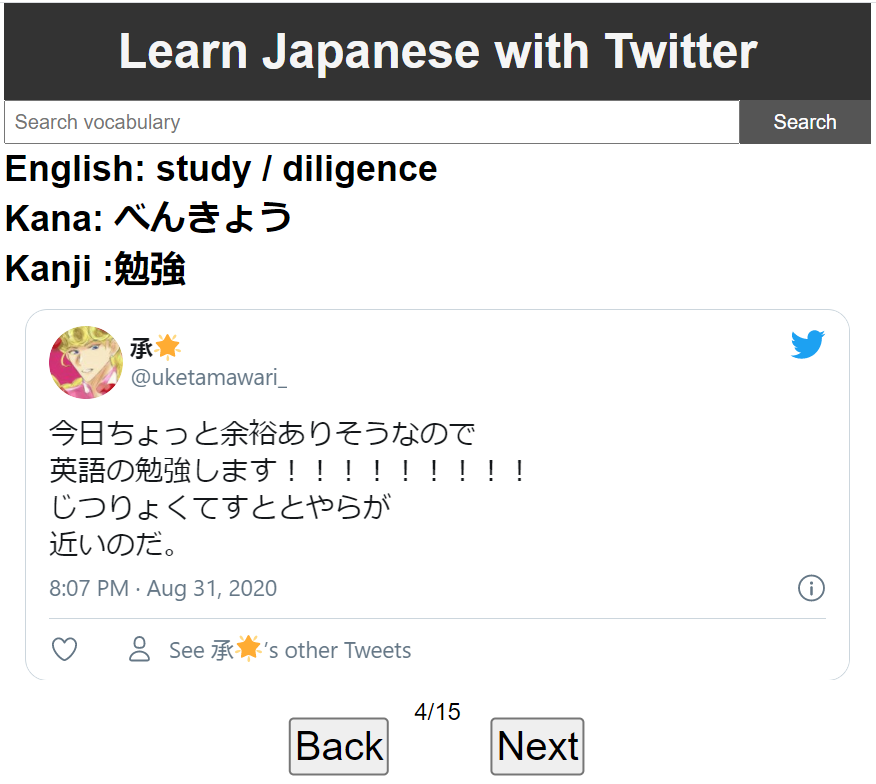 Learn Japanese with Twitter
Search vocabulary
Search
English: study / diligence
Kana: べんきょう
Kanji :勉強
承🌟
@uketamawari_
今日ちょっと余裕ありそうなので
英語の勉強します！！！！！！！！！
じつりょくてすととやらが
近いのだ。
8:07 PM · Aug 31, 2020
See 承🌟's other Tweets
4/15
Back
Next